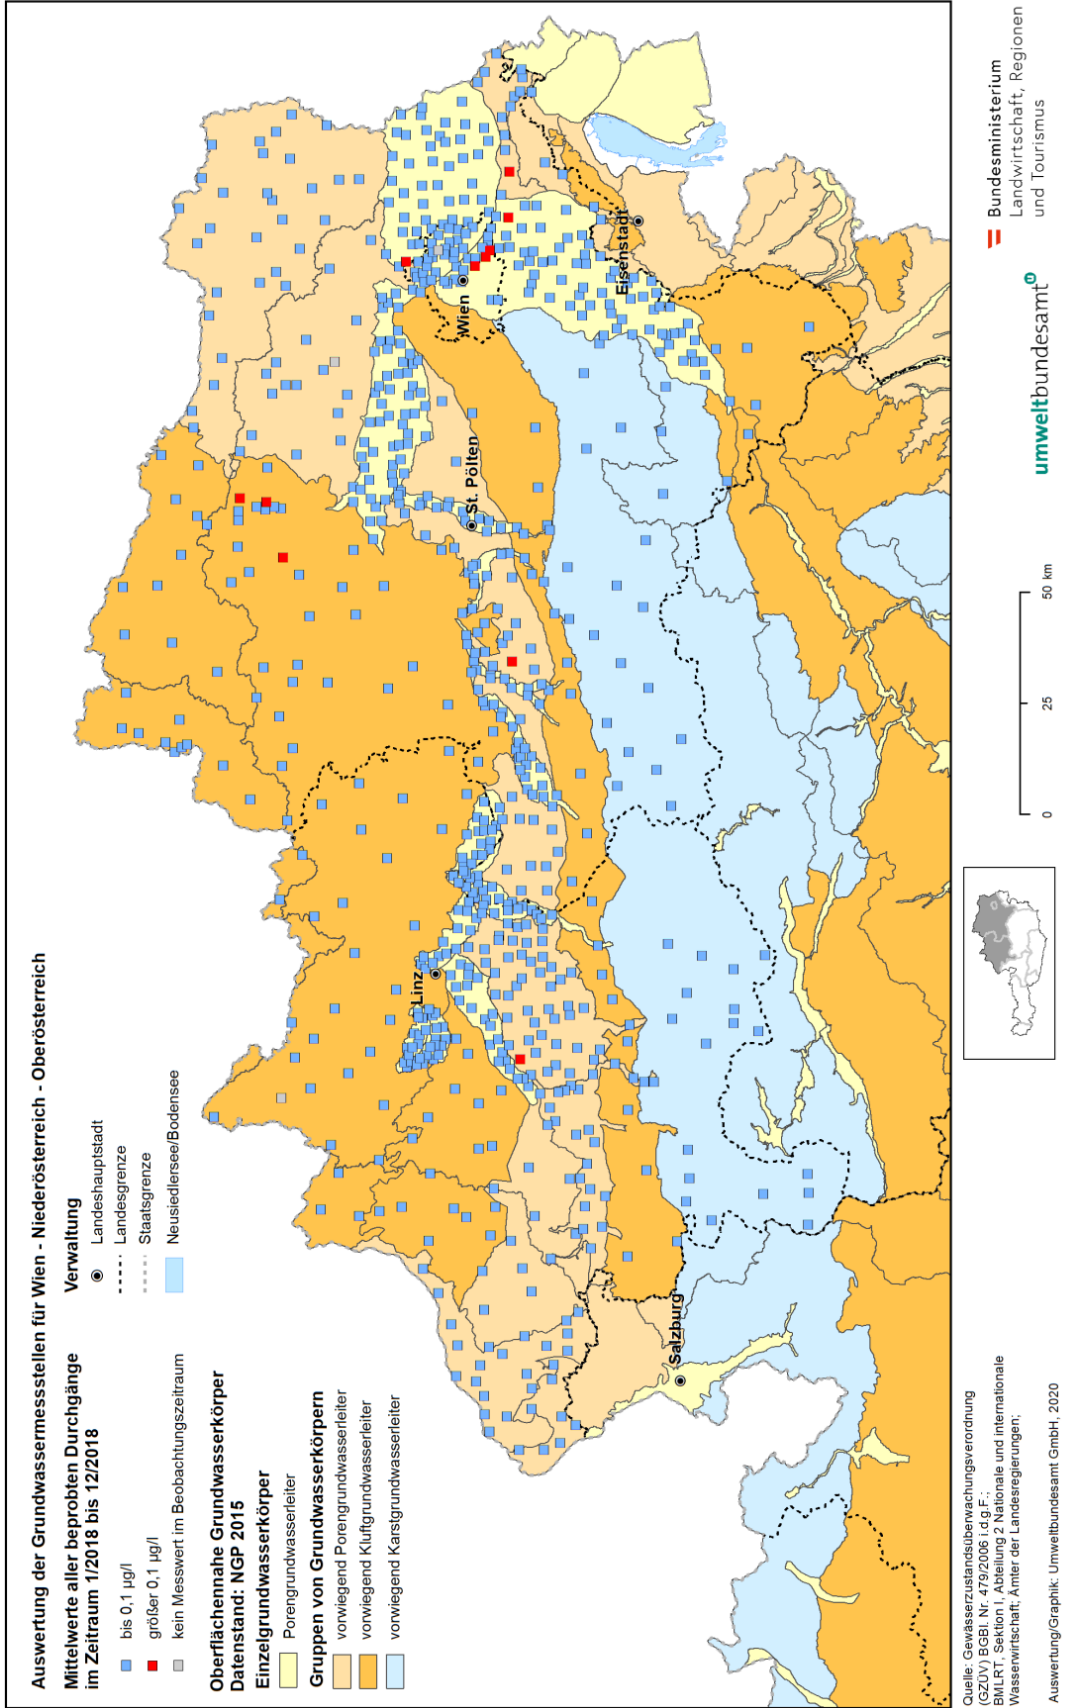 Auswertung der Grundwassermessstellen für Wien - Niederösterreich - Oberösterreich
Mittelwerte aller beprobten Durchgänge
im Zeitraum 1/2018 bis 12/2018
bis 0,1 µg/l
größer 0,1 µg/l
kein Messwert im Beobachtungszeitraum
Verwaltung
Landeshauptstadt
Landesgrenze
Staatsgrenze
Neusiedlersee/Bodensee
Oberflächennahe Grundwasserkörper
Datenstand: NGP 2015
Einzelgrundwasserkörper
Porengrundwasserleiter
Gruppen von Grundwasserkörpern
vorwiegend Porengrundwasserleiter
vorwiegend Kluftgrundwasserleiter
vorwiegend Karstgrundwasserleiter
Linz
St. Pölten
Wien
Eisenstadt
Salzburg
Quelle: Gewässerzustandsüberwachungsverordnung
(GZÜV) BGBl. Nr. 479/2006 i.d.g.F.;
BMLRT, Sektion I, Abteilung 2 Nationale und internationale
Wasserwirtschaft; Ämter der Landesregierungen;
Auswertung/Graphik: Umweltbundesamt GmbH, 2020
0 25 50 km
umweltbundesamt
Bundesministerium
Landwirtschaft, Regionen
und Tourismus